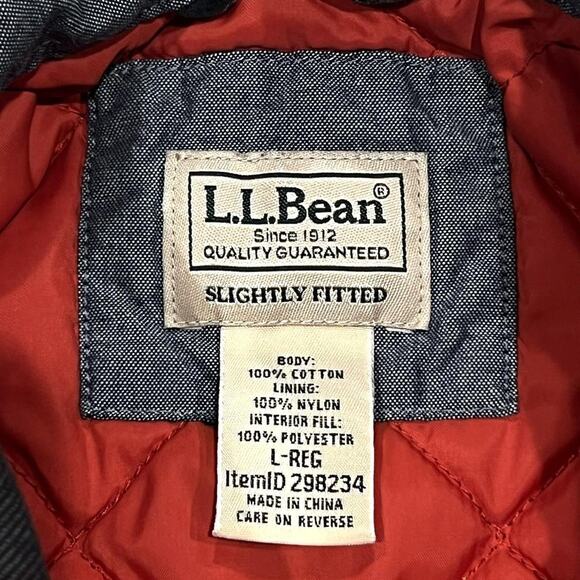 L.L.Bean®
Since 1912
QUALITY GUARANTEED
SLIGHTLY FITTED
BODY:
100% COTTON
LINING:
100% NYLON
INTERIOR FILL:
100% POLYESTER
L-REG
ItemID 298234
MADE IN CHINA
CARE ON REVERSE